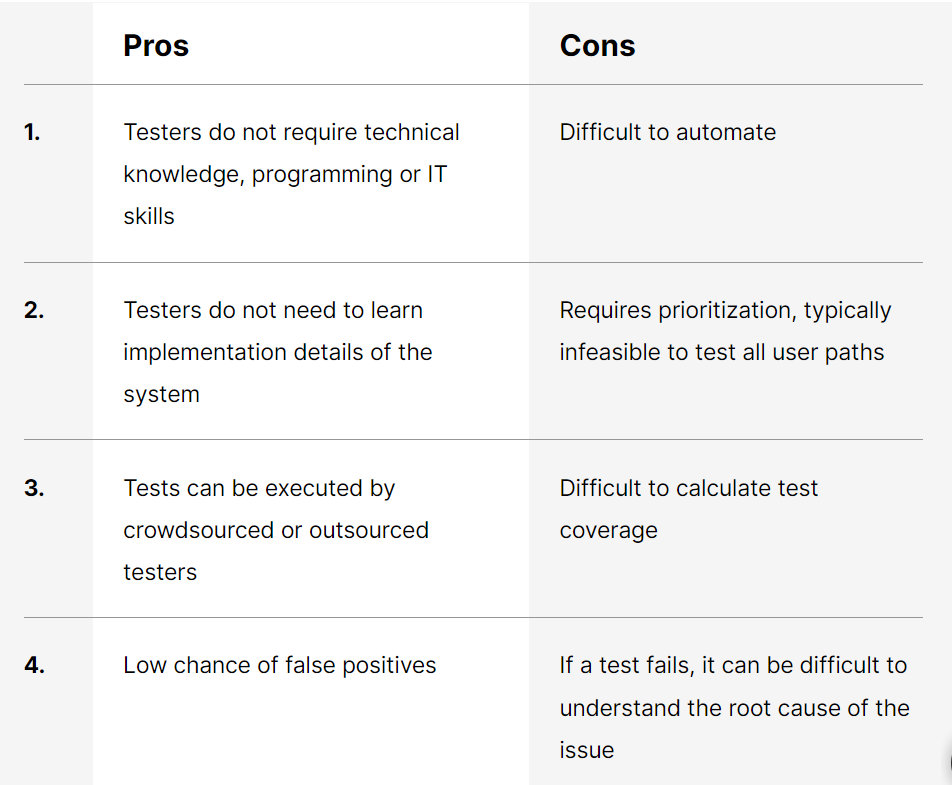 Pros Cons
1. Testers do not require technical Difficult to automate
knowledge, programming or IT
skills
2. Testers do not need to learn Requires prioritization, typically
implementation details of the infeasible to test all user paths
system
3. Tests can be executed by Difficult to calculate test
crowdsourced or outsourced coverage
testers
4. Low chance of false positives If a test fails, it can be difficult to
understand the root cause of the
issue